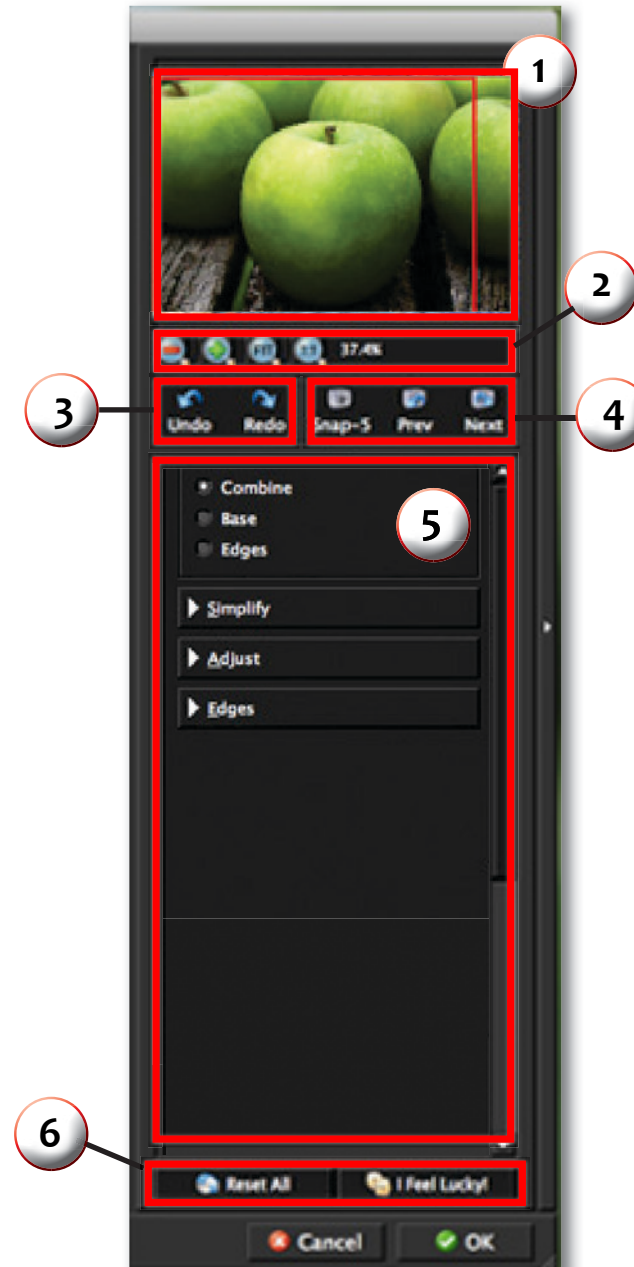 1
2
37.4%
3
Undo Redo Snap-5 Prev Next
4
Combine
5
Base
Edges
Simplify
Adjust
Edges
6
Reset All I Feel Lucky!
Cancel OK